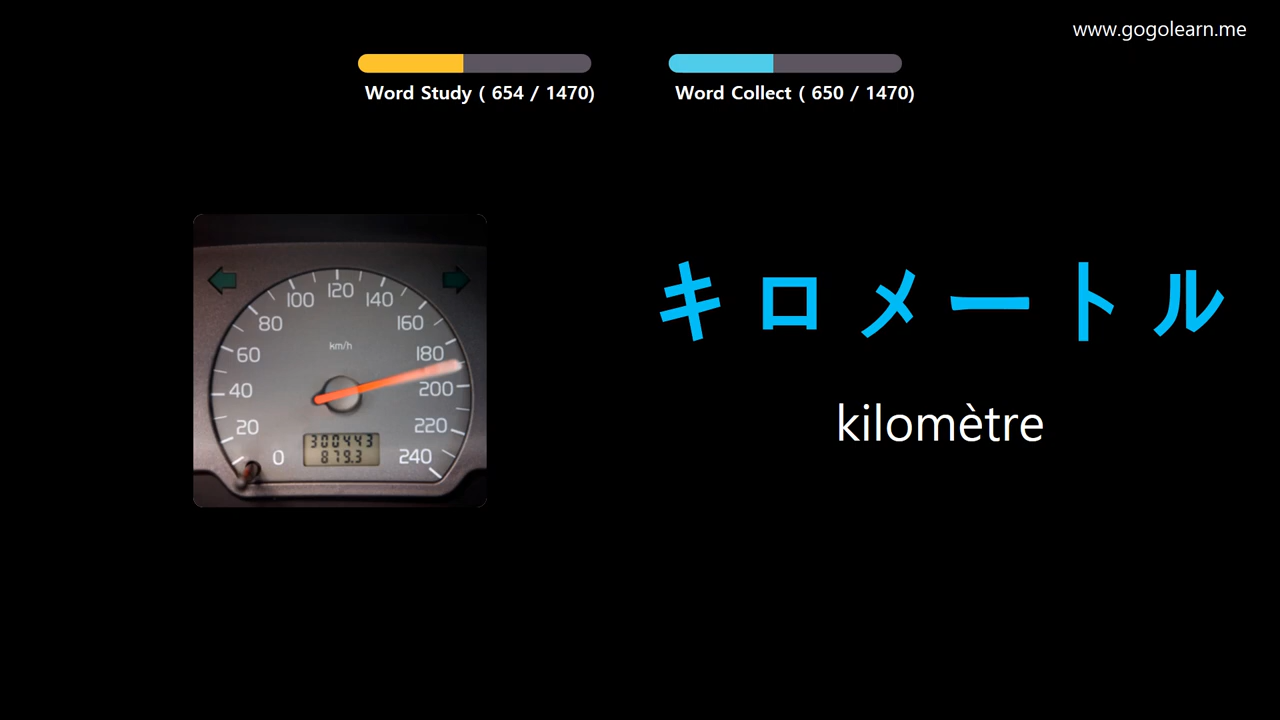 www.gogolearn.me
Word Study ( 654 / 1470)
Word Collect ( 650 / 1470)
キロメートル
kilomètre
0
20
40
60
80
100
120
140
160
180
200
220
240
km/h
300443
879.3